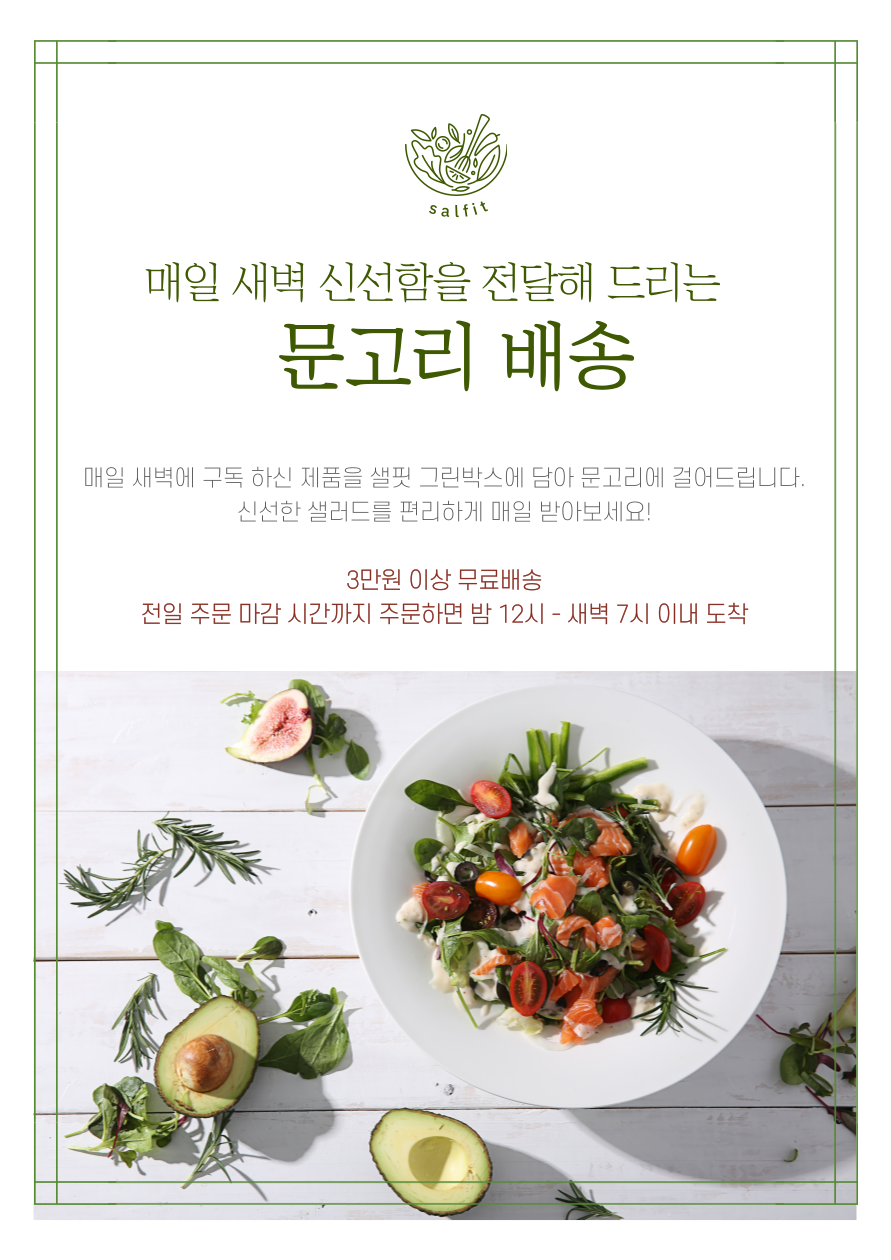 salfit
매일 새벽 신선함을 전달해 드리는
문고리 배송
매일 새벽에 구독 하신 제품을 샐핏 그린박스에 담아 문고리에 걸어드립니다.
신선한 샐러드를 편리하게 매일 받아보세요!
3만원 이상 무료배송
전일 주문 마감 시간까지 주문하면 밤 12시 - 새벽 7시 이내 도착